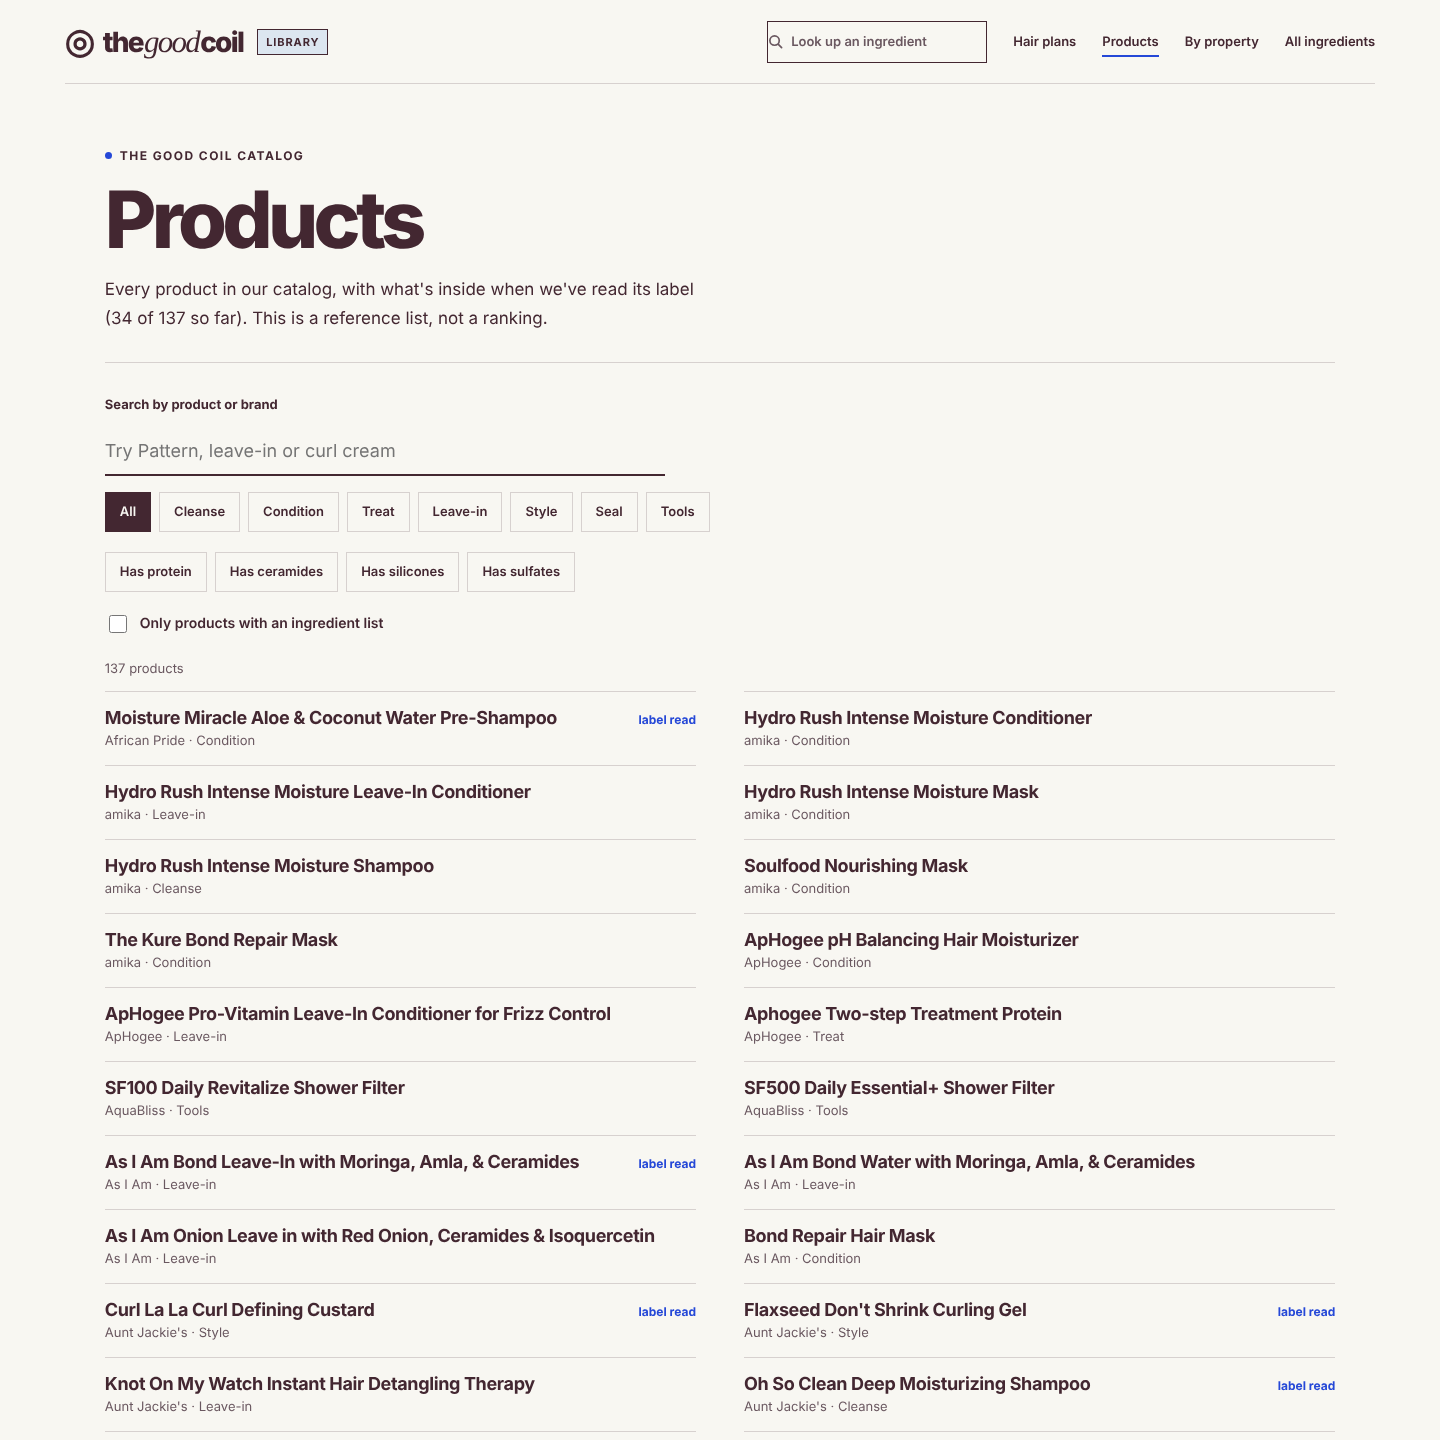 thegoodcoil
LIBRARY
Look up an ingredient
Hair plans
Products
By property
All ingredients
THE GOOD COIL CATALOG
Products
Every product in our catalog, with what's inside when we've read its label
(34 of 137 so far). This is a reference list, not a ranking.
Search by product or brand
Try Pattern, leave-in or curl cream
All
Cleanse
Condition
Treat
Leave-in
Style
Seal
Tools
Has protein
Has ceramides
Has silicones
Has sulfates
Only products with an ingredient list
137 products
Moisture Miracle Aloe & Coconut Water Pre-Shampoo
label read
African Pride · Condition
Hydro Rush Intense Moisture Conditioner
amika · Condition
Hydro Rush Intense Moisture Leave-In Conditioner
amika · Leave-in
Hydro Rush Intense Moisture Mask
amika · Condition
Hydro Rush Intense Moisture Shampoo
amika · Cleanse
Soulfood Nourishing Mask
amika · Condition
The Kure Bond Repair Mask
amika · Condition
ApHogee pH Balancing Hair Moisturizer
ApHogee · Condition
ApHogee Pro-Vitamin Leave-In Conditioner for Frizz Control
ApHogee · Leave-in
Aphogee Two-step Treatment Protein
ApHogee · Treat
SF100 Daily Revitalize Shower Filter
AquaBliss · Tools
SF500 Daily Essential+ Shower Filter
AquaBliss · Tools
As I Am Bond Leave-In with Moringa, Amla, & Ceramides
label read
As I Am · Leave-in
As I Am Bond Water with Moringa, Amla, & Ceramides
As I Am · Leave-in
As I Am Onion Leave in with Red Onion, Ceramides & Isoquercetin
As I Am · Leave-in
Bond Repair Hair Mask
As I Am · Condition
Curl La La Curl Defining Custard
label read
Aunt Jackie's · Style
Flaxseed Don't Shrink Curling Gel
label read
Aunt Jackie's · Style
Knot On My Watch Instant Hair Detangling Therapy
Aunt Jackie's · Leave-in
Oh So Clean Deep Moisturizing Shampoo
label read
Aunt Jackie's · Cleanse